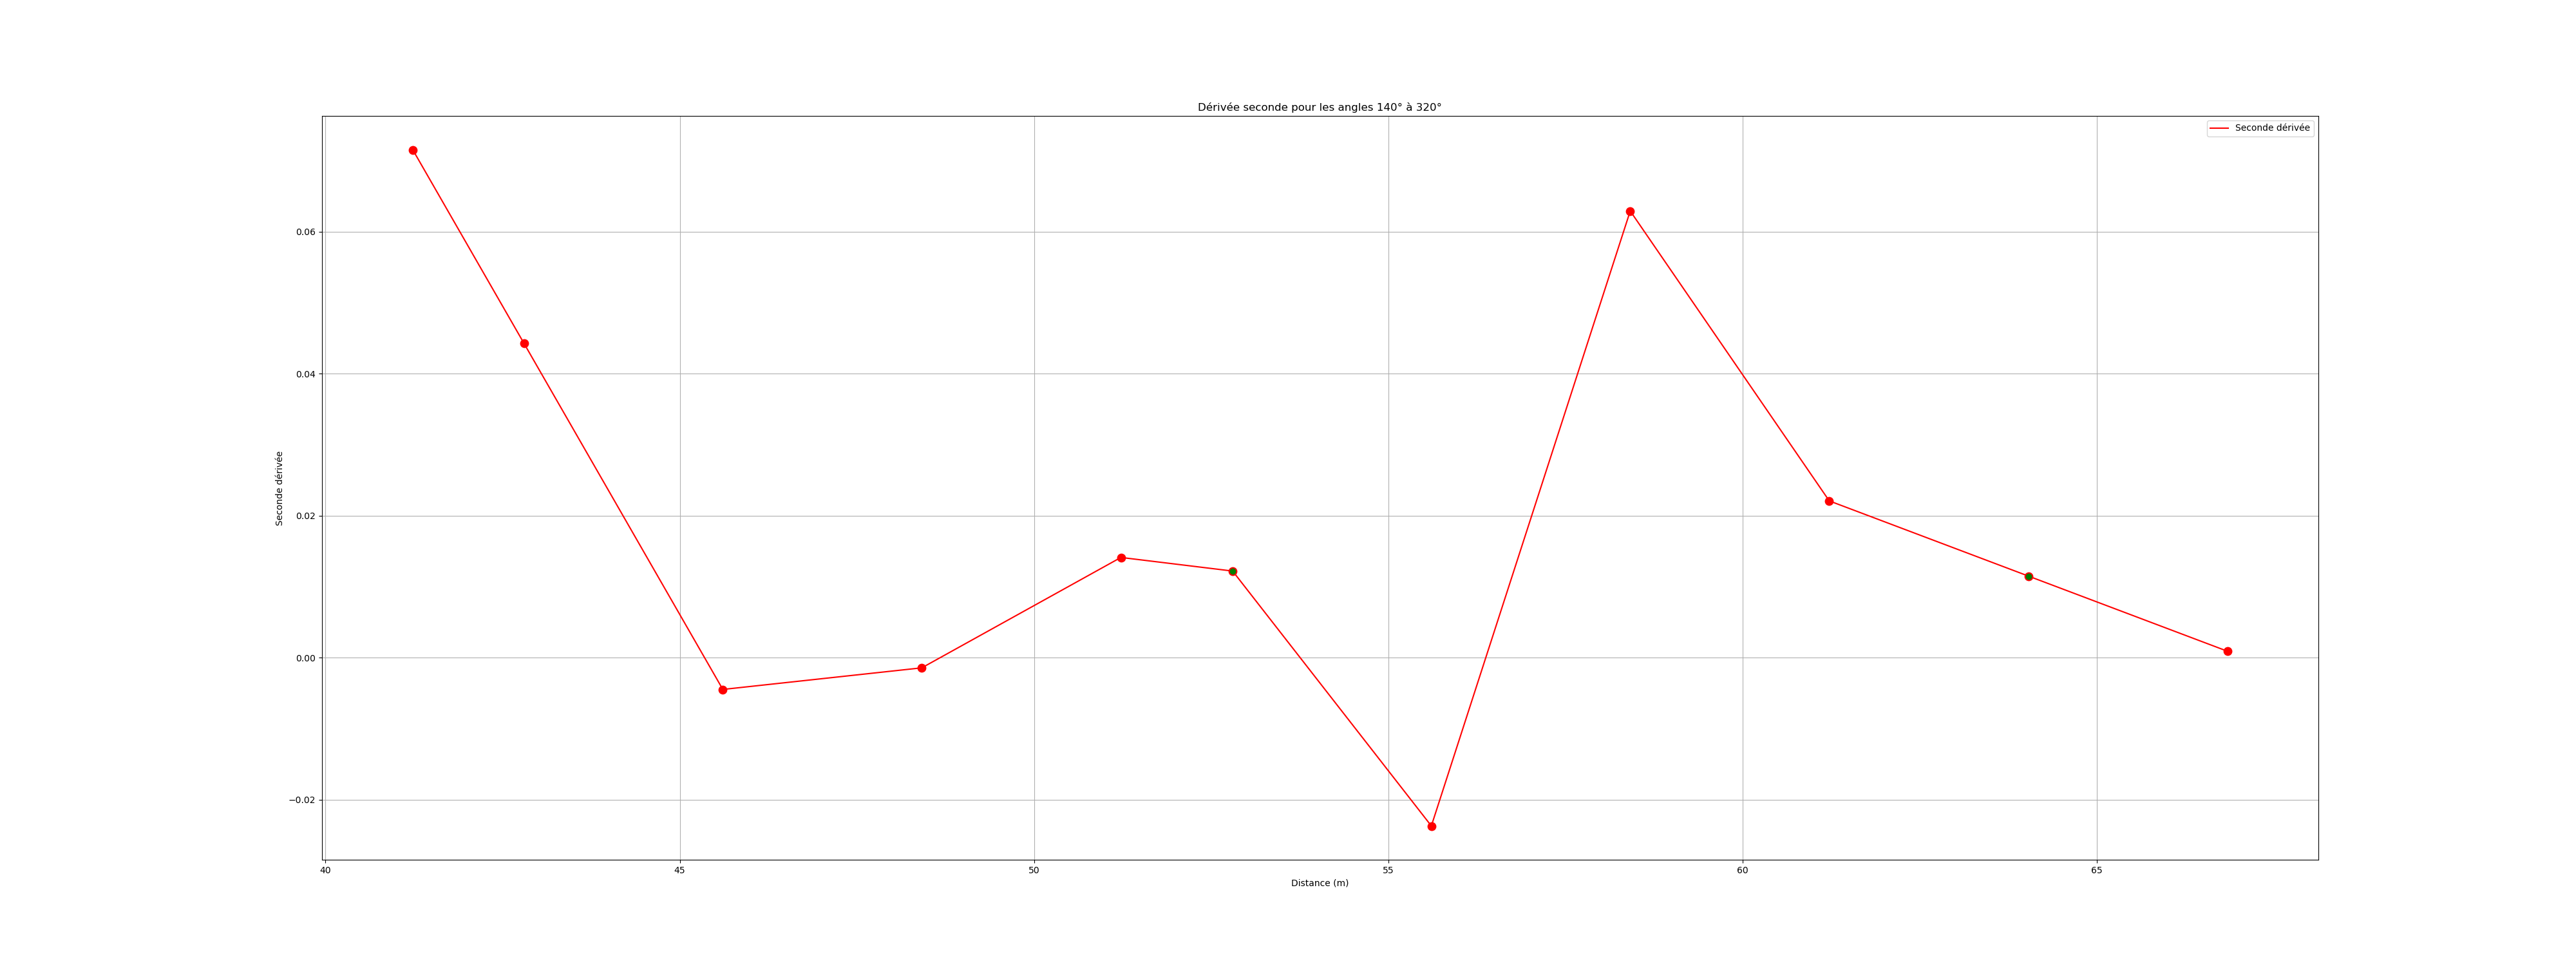 Dérivée seconde pour les angles 140° à 320°
Seconde dérivée
0.06
0.04
0.02
0.00
−0.02
Seconde dérivée
40 45 50 55 60 65
Distance (m)